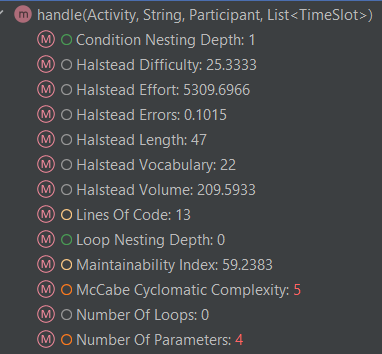 m handle(Activity, String, Participant, List<TimeSlot>)
M Condition Nesting Depth: 1
M Halstead Difficulty: 25.3333
M Halstead Effort: 5309.6966
M Halstead Errors: 0.1015
M Halstead Length: 47
M Halstead Vocabulary: 22
M Halstead Volume: 209.5933
M Lines Of Code: 13
M Loop Nesting Depth: 0
M Maintainability Index: 59.2383
M McCabe Cyclomatic Complexity: 5
M Number Of Loops: 0
M Number Of Parameters: 4